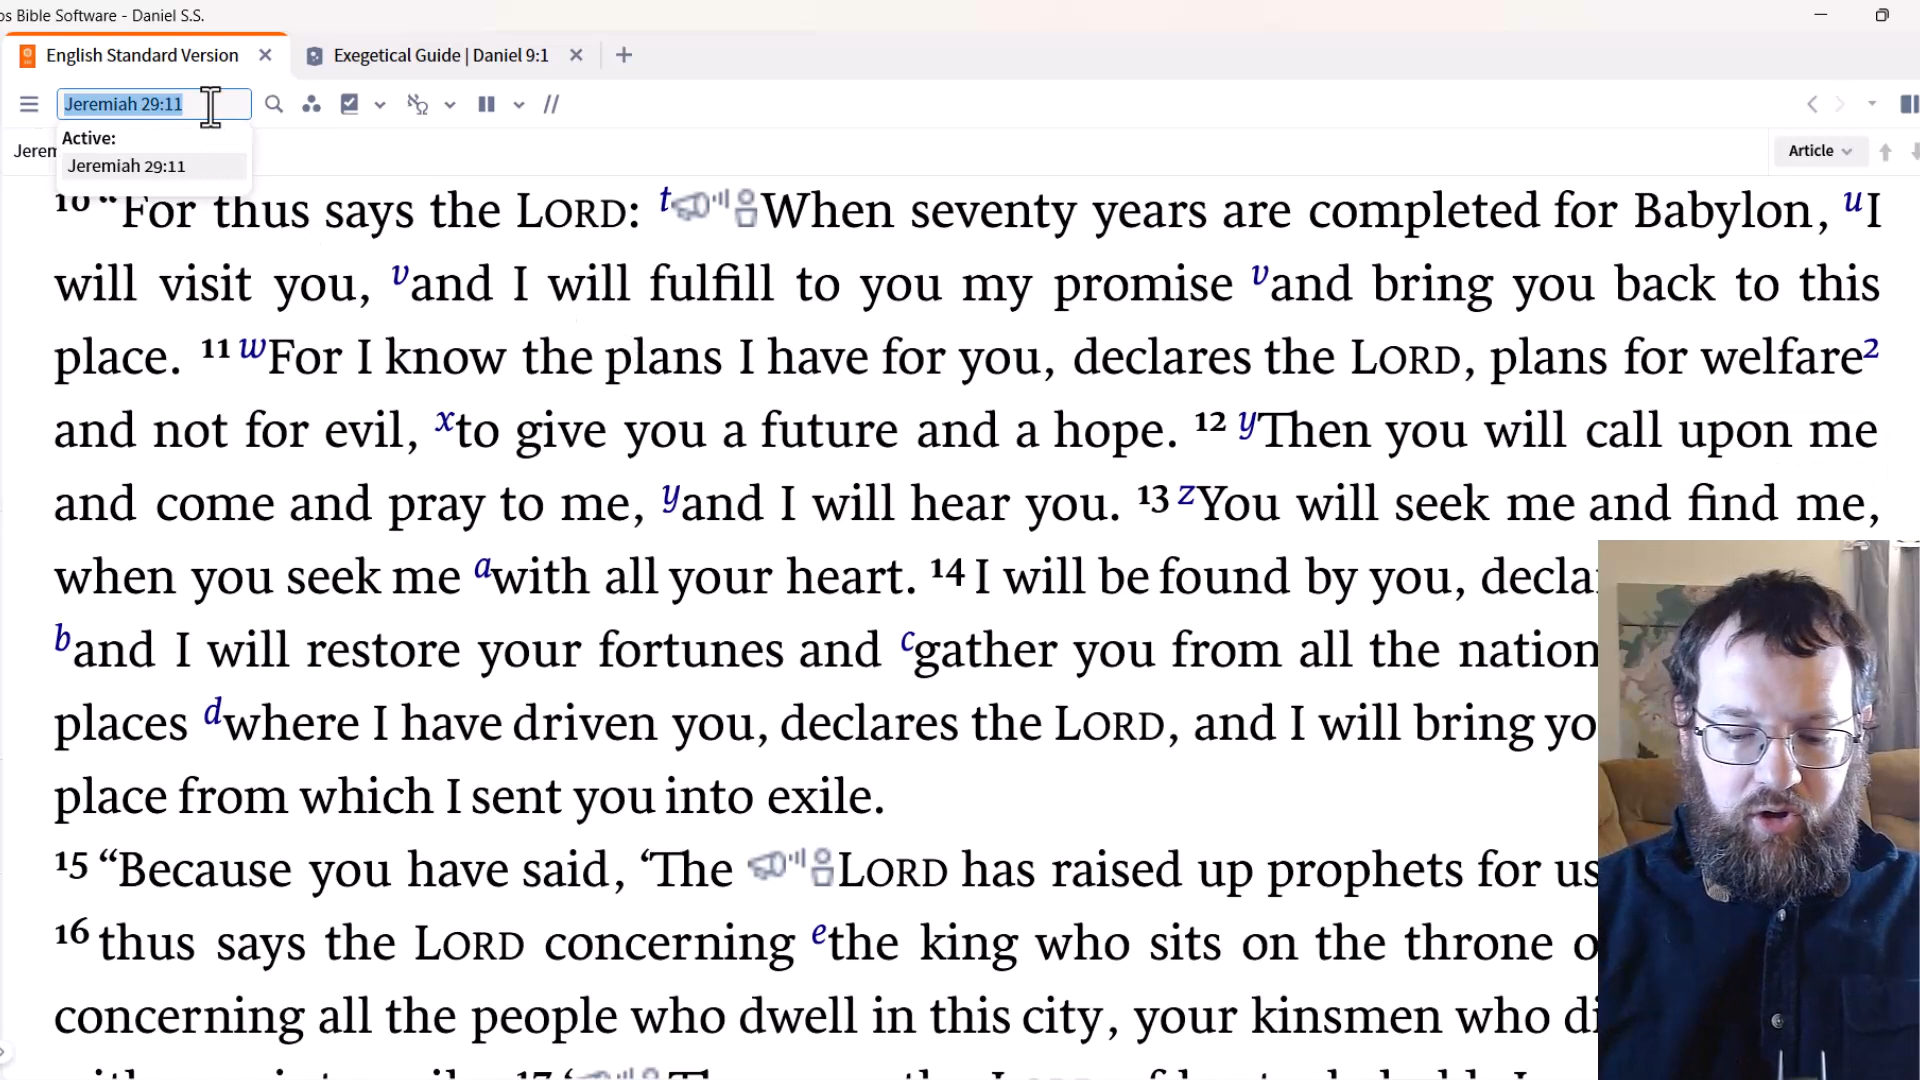 os Bible Software - Daniel S.S.
English Standard Version
Exegetical Guide | Daniel 9:1
Jeremiah 29:11
Active:
Jerem
Jeremiah 29:11
Article
10 “For thus says the LORD: t When seventy years are completed for Babylon, u I
will visit you, v and I will fulfill to you my promise v and bring you back to this
place. 11 w For I know the plans I have for you, declares the LORD, plans for welfare 2
and not for evil, x to give you a future and a hope. 12 y Then you will call upon me
and come and pray to me, y and I will hear you. 13 z You will seek me and find me,
when you seek me a with all your heart. 14 I will be found by you, decla
b and I will restore your fortunes and c gather you from all the nation
places d where I have driven you, declares the LORD, and I will bring yo
place from which I sent you into exile.
15 “Because you have said, ‘The LORD has raised up prophets for us
16 thus says the LORD concerning e the king who sits on the throne o
concerning all the people who dwell in this city, your kinsmen who di